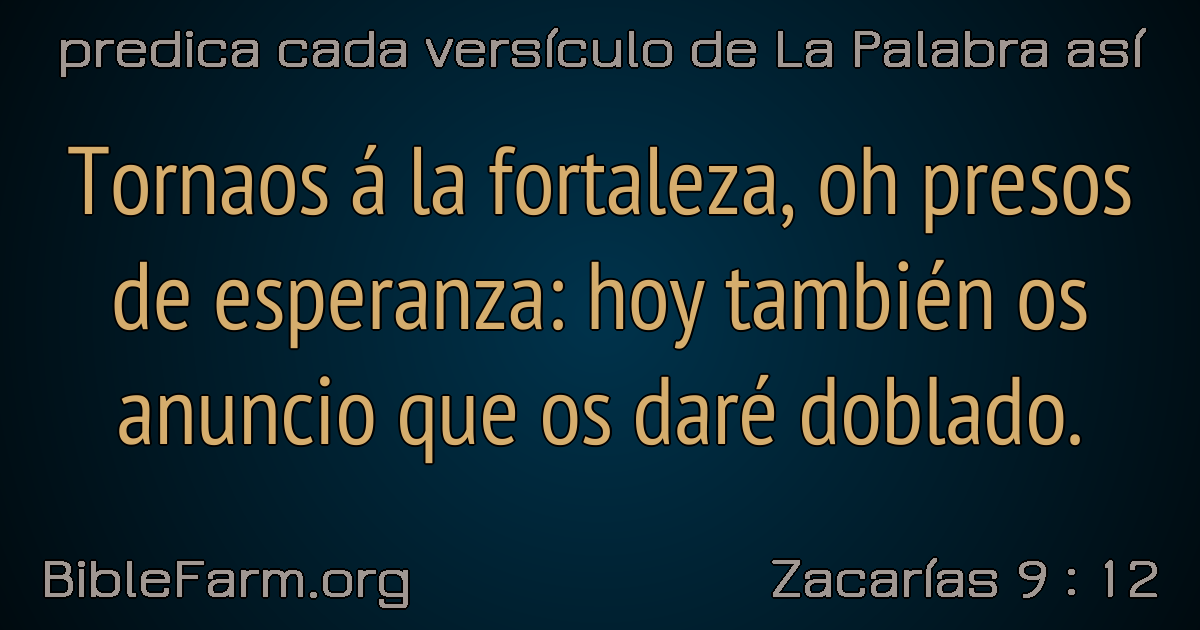 predica cada versículo de La Palabra así
Tornaos á la fortaleza, oh presos
de esperanza: hoy también os
anuncio que os daré doblado.
BibleFarm.org
Zacarías 9 : 12